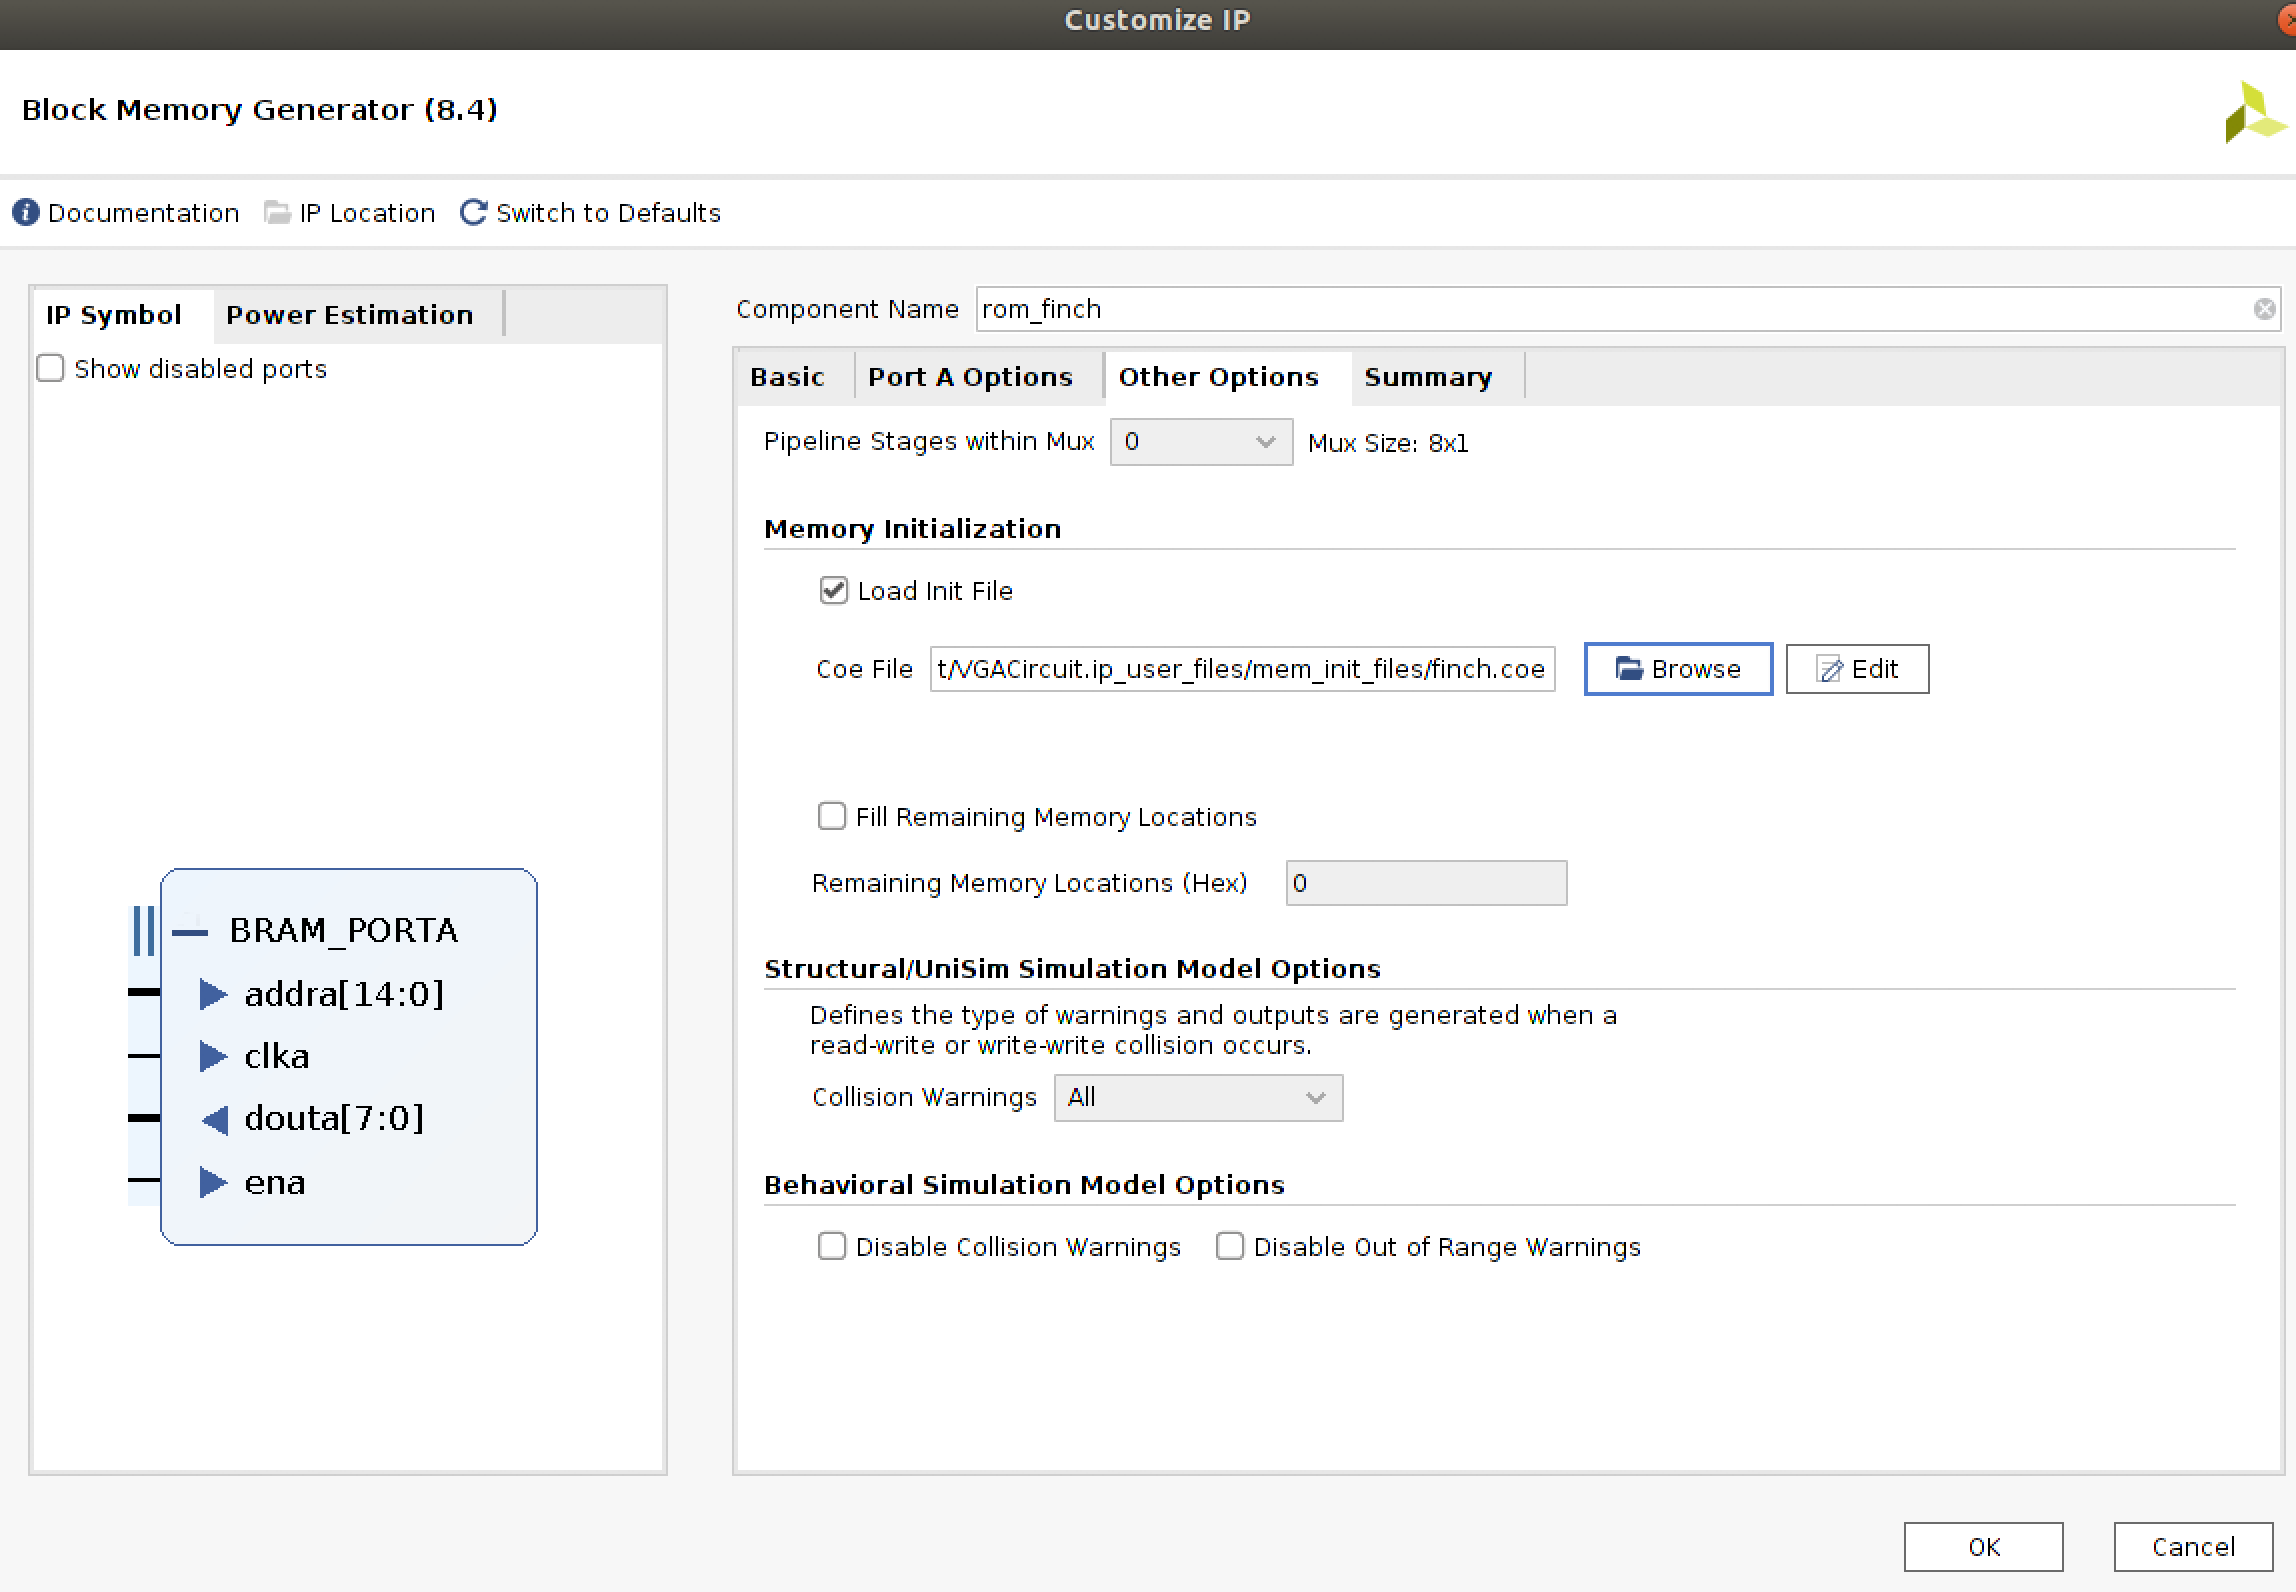 Customize IP
Block Memory Generator (8.4)
Documentation IP Location Switch to Defaults
IP Symbol Power Estimation
Show disabled ports
BRAM_PORTA
addra[14:0]
clka
douta[7:0]
ena
Component Name rom_finch
Basic Port A Options Other Options Summary
Pipeline Stages within Mux 0 Mux Size: 8x1
Memory Initialization
Load Init File
Coe File t/VGACircuit.ip_user_files/mem_init_files/finch.coe Browse Edit
Fill Remaining Memory Locations
Remaining Memory Locations (Hex) 0
Structural/UniSim Simulation Model Options
Defines the type of warnings and outputs are generated when a
read-write or write-write collision occurs.
Collision Warnings All
Behavioral Simulation Model Options
Disable Collision Warnings Disable Out of Range Warnings
OK Cancel